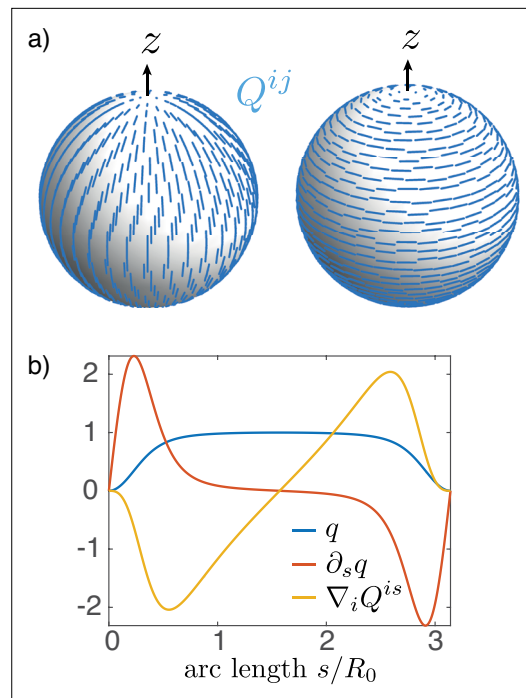 a)
z
z
Q^{ij}
b)
2
1
0
-1
-2
q
∂_s q
∇_i Q^{is}
0
1
2
3
arc length s/R_0